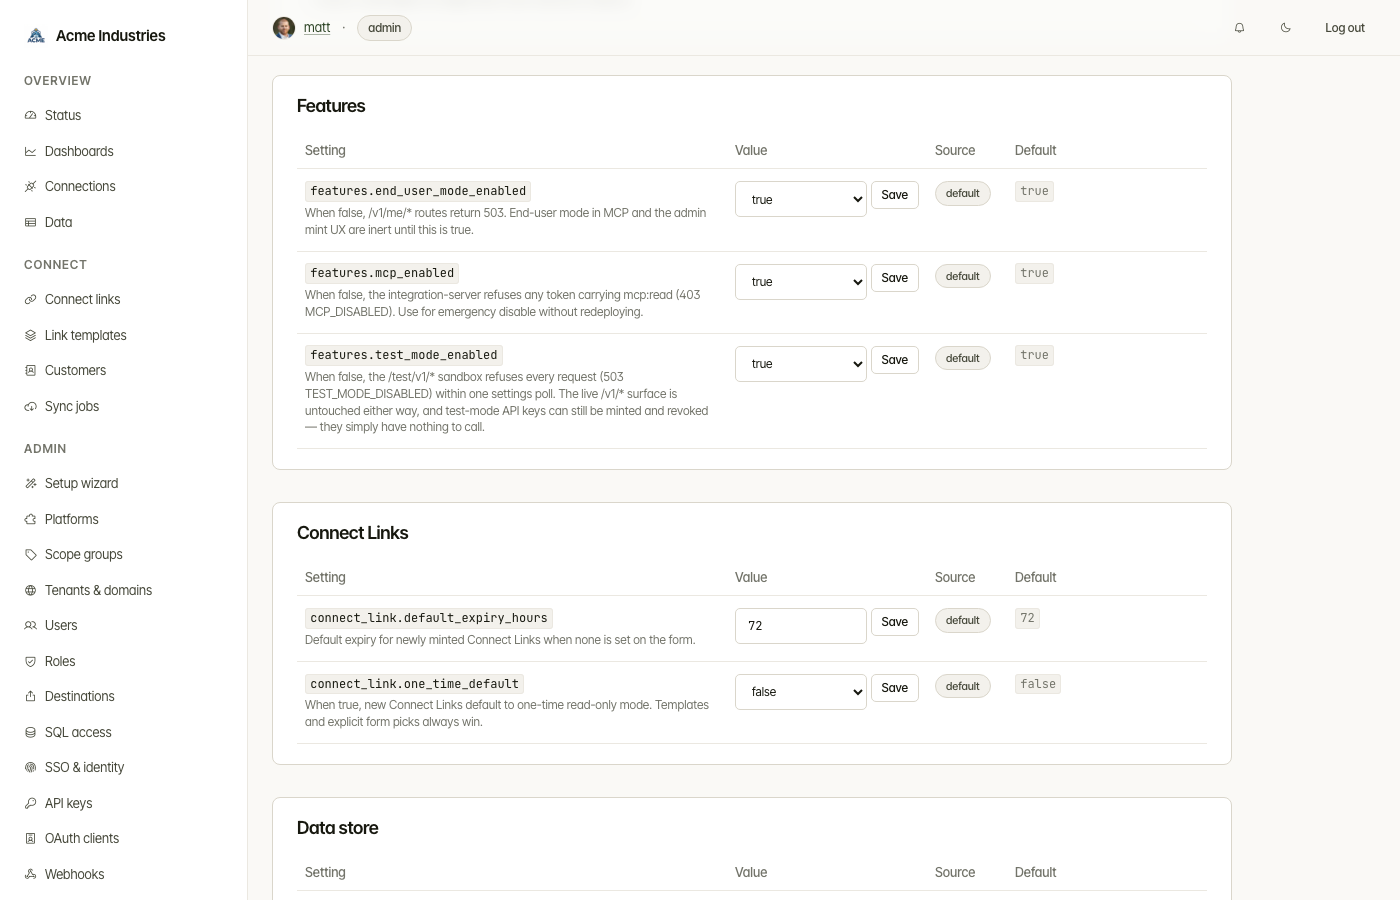 ACME
Acme Industries
matt
·
admin
Log out
OVERVIEW
Status
Dashboards
Connections
Data
CONNECT
Connect links
Link templates
Customers
Sync jobs
ADMIN
Setup wizard
Platforms
Scope groups
Tenants & domains
Users
Roles
Destinations
SQL access
SSO & identity
API keys
OAuth clients
Webhooks
Features
Setting Value Source Default
features.end_user_mode_enabled true Save default true
When false, /v1/me/* routes return 503. End-user mode in MCP and the admin
mint UX are inert until this is true.
features.mcp_enabled true Save default true
When false, the integration-server refuses any token carrying mcp:read (403
MCP_DISABLED). Use for emergency disable without redeploying.
features.test_mode_enabled true Save default true
When false, the /test/v1/* sandbox refuses every request (503
TEST_MODE_DISABLED) within one settings poll. The live /v1/* surface is
untouched either way, and test-mode API keys can still be minted and revoked
— they simply have nothing to call.
Connect Links
Setting Value Source Default
connect_link.default_expiry_hours 72 Save default 72
Default expiry for newly minted Connect Links when none is set on the form.
connect_link.one_time_default false Save default false
When true, new Connect Links default to one-time read-only mode. Templates
and explicit form picks always win.
Data store
Setting Value Source Default